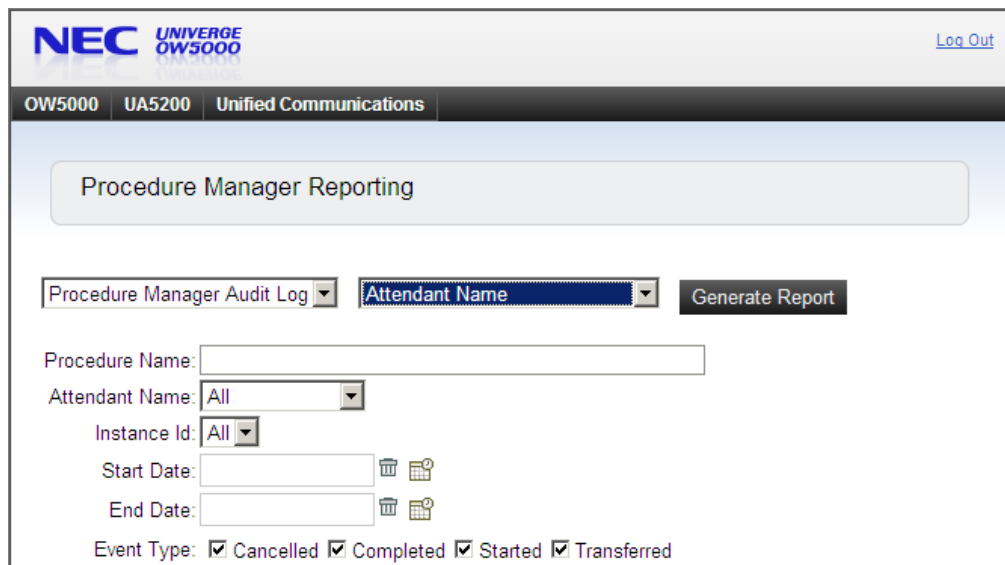 NEC UNIVERGE
OW5000
Log Out
OW5000 UA5200 Unified Communications
Procedure Manager Reporting
Procedure Manager Audit Log Attendant Name Generate Report
Procedure Name:
Attendant Name: All
Instance Id: All
Start Date:
End Date:
Event Type: Cancelled Completed Started Transferred